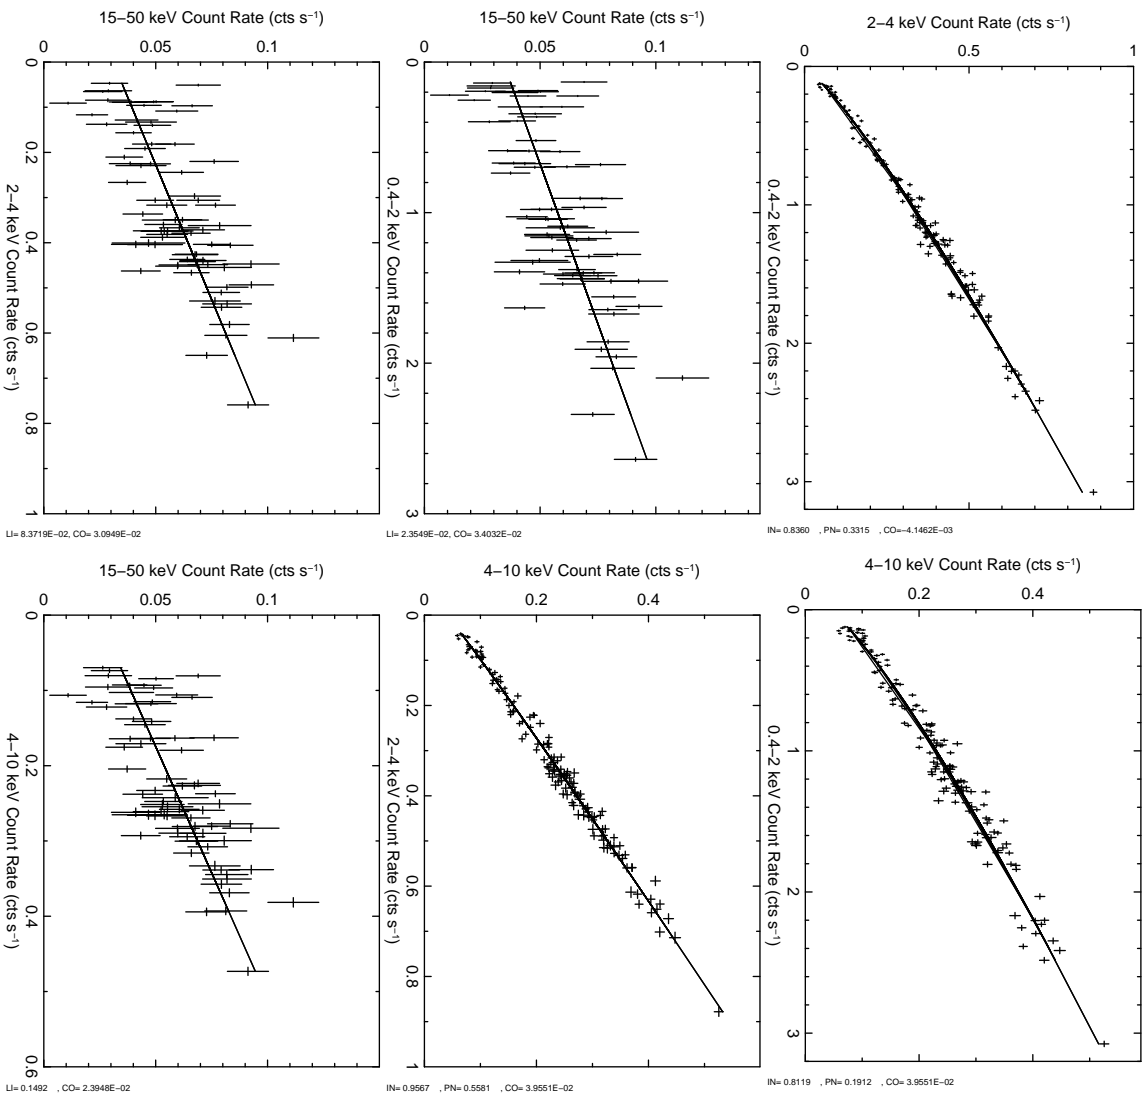 15–50 keV Count Rate (cts s⁻¹)
0 0.05 0.1
0 0.2 0.4 0.6 0.8 1
2–4 keV Count Rate (cts s⁻¹)
LI= 8.3719E−02, CO= 3.0949E−02
15–50 keV Count Rate (cts s⁻¹)
0 0.05 0.1
0 1 2 3
0.4–2 keV Count Rate (cts s⁻¹)
LI= 2.3549E−02, CO= 3.4032E−02
2–4 keV Count Rate (cts s⁻¹)
0 0.5 1
0 1 2 3
0.4–2 keV Count Rate (cts s⁻¹)
IN= 0.8360 , PN= 0.3315 , CO=−4.1462E−03
15–50 keV Count Rate (cts s⁻¹)
0 0.05 0.1
0 0.2 0.4 0.6
4–10 keV Count Rate (cts s⁻¹)
LI= 0.1492 , CO= 2.3948E−02
4–10 keV Count Rate (cts s⁻¹)
0 0.2 0.4
0 0.2 0.4 0.6 0.8 1
2–4 keV Count Rate (cts s⁻¹)
IN= 0.9567 , PN= 0.5581 , CO= 3.9551E−02
4–10 keV Count Rate (cts s⁻¹)
0 0.2 0.4
0 1 2 3
0.4–2 keV Count Rate (cts s⁻¹)
IN= 0.8119 , PN= 0.1912 , CO= 3.9551E−02